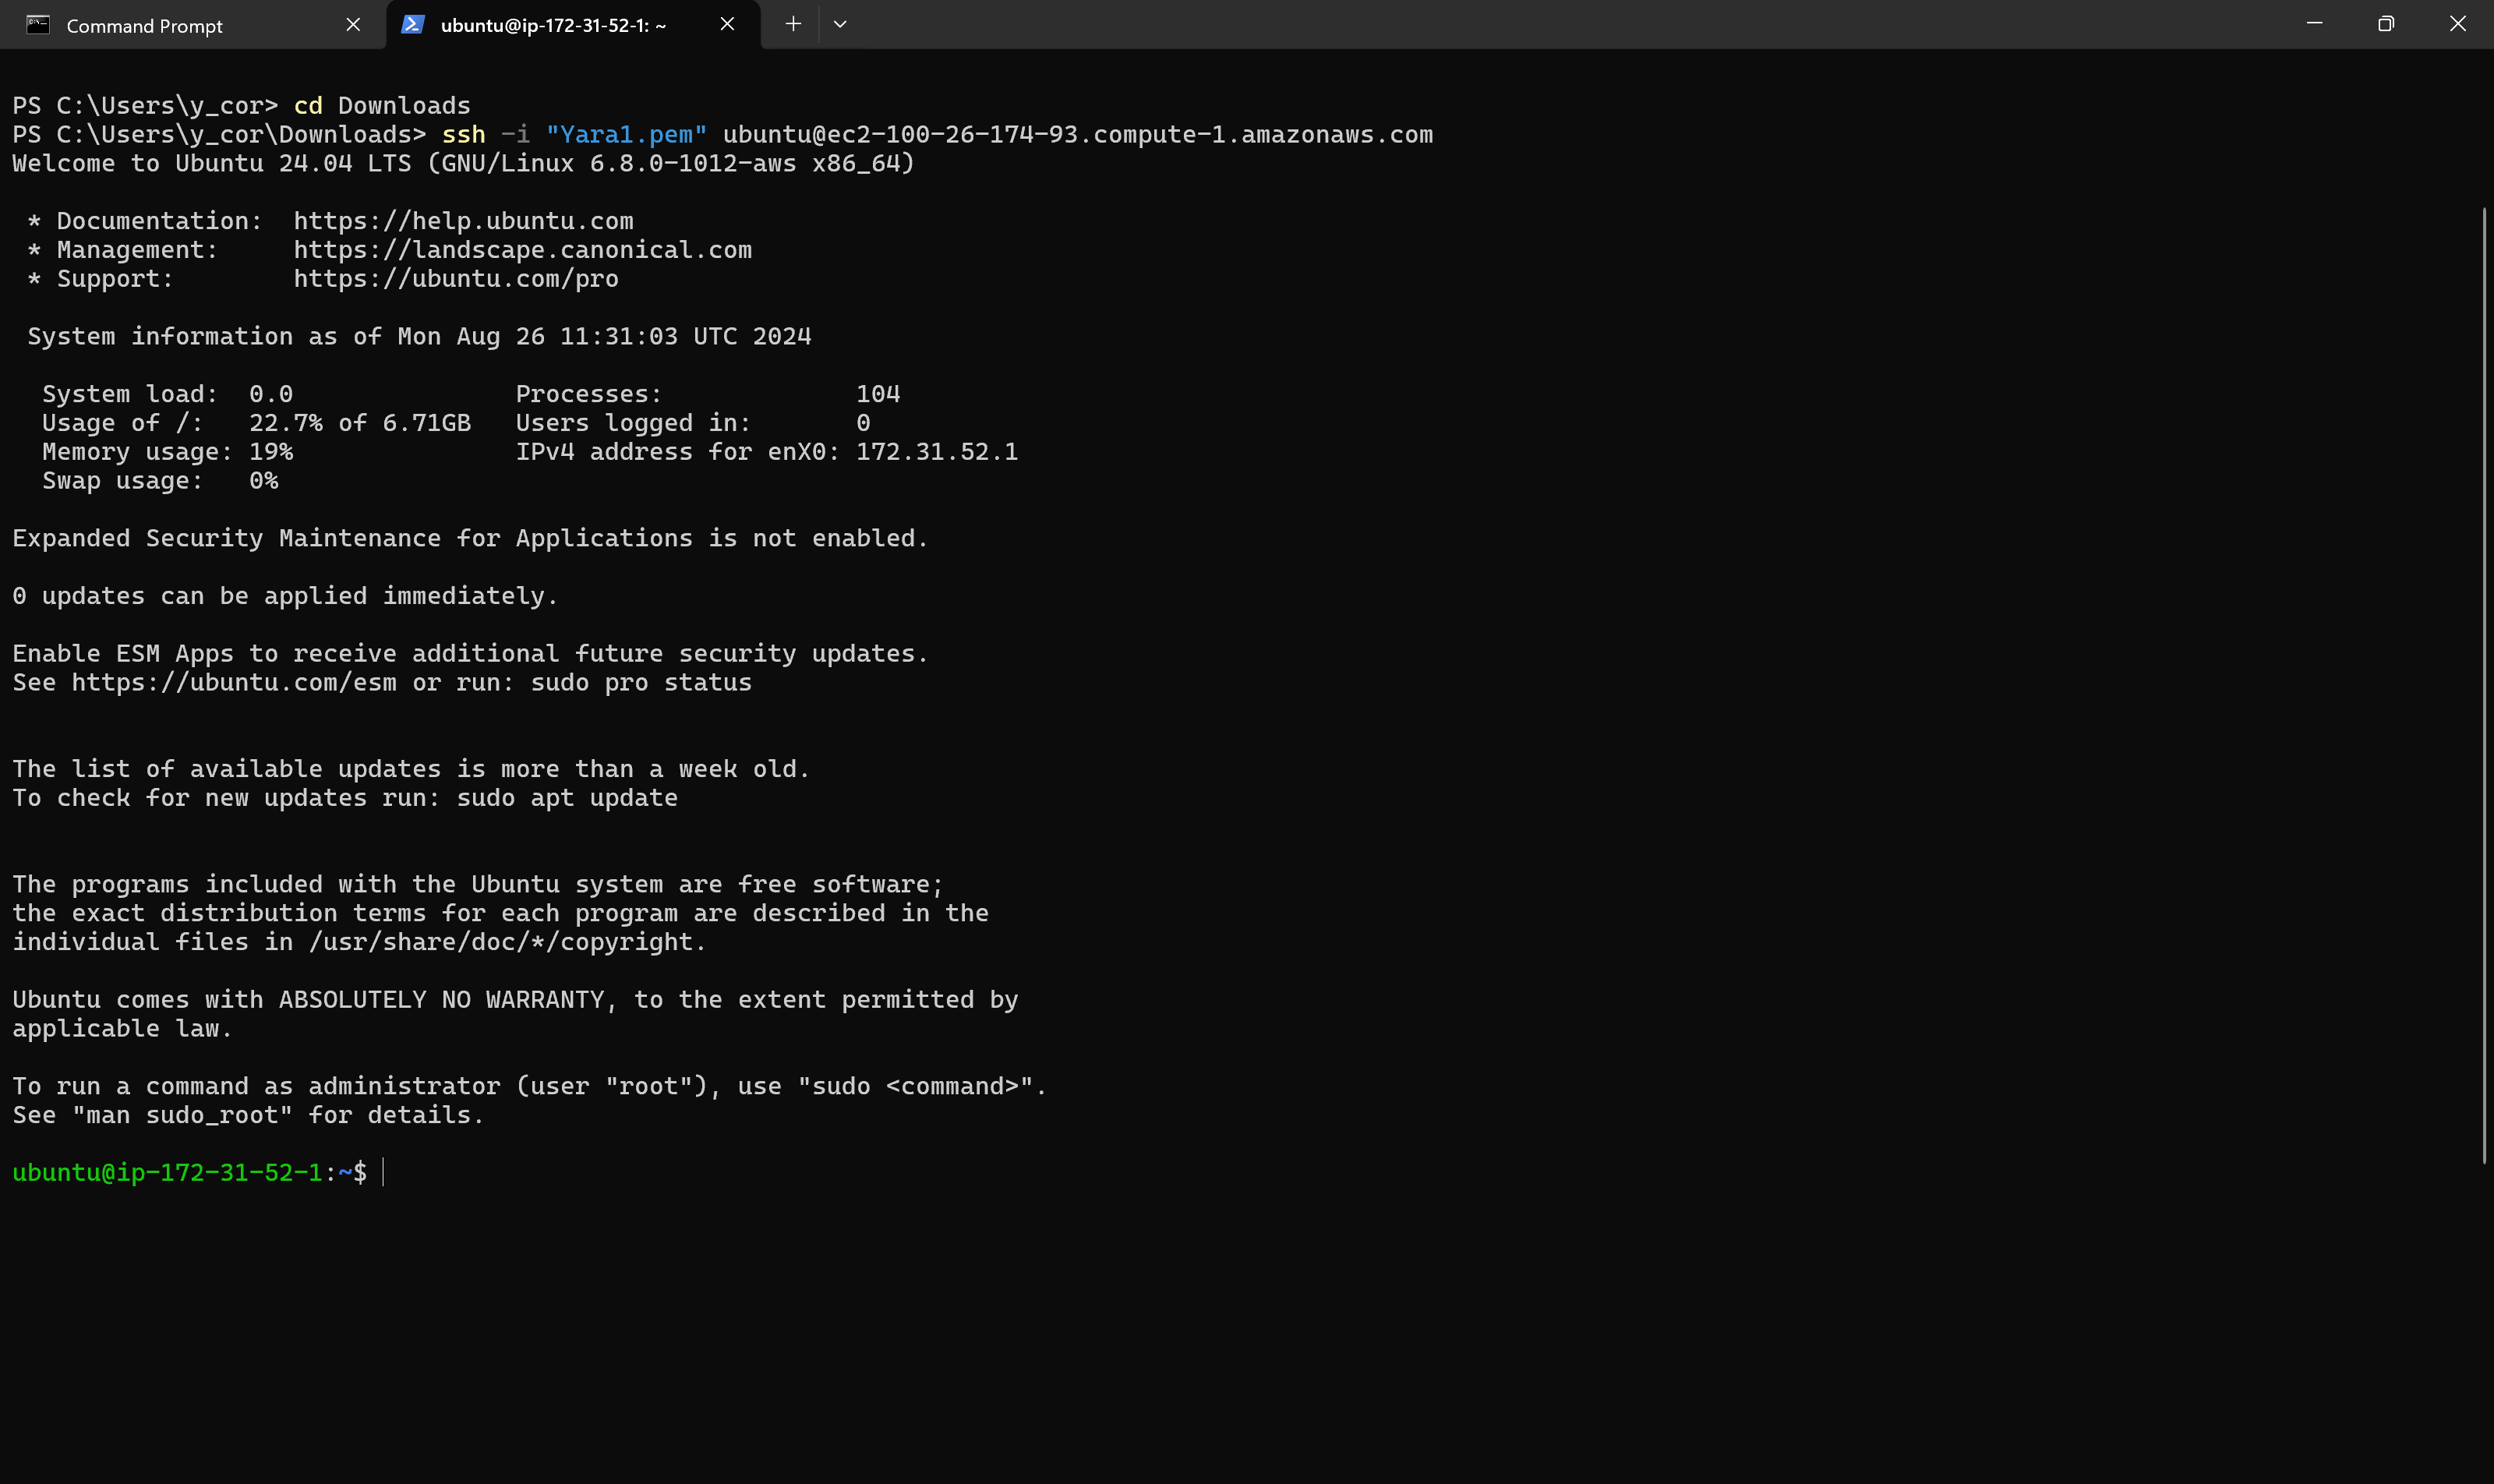 Command Prompt
ubuntu@ip-172-31-52-1: ~
PS C:\Users\y_cor> cd Downloads
PS C:\Users\y_cor\Downloads> ssh -i "Yara1.pem" ubuntu@ec2-100-26-174-93.compute-1.amazonaws.com
Welcome to Ubuntu 24.04 LTS (GNU/Linux 6.8.0-1012-aws x86_64)
* Documentation:  https://help.ubuntu.com
* Management:     https://landscape.canonical.com
* Support:        https://ubuntu.com/pro
System information as of Mon Aug 26 11:31:03 UTC 2024
System load:  0.0               Processes:             104
Usage of /:   22.7% of 6.71GB   Users logged in:       0
Memory usage: 19%               IPv4 address for enX0: 172.31.52.1
Swap usage:   0%
Expanded Security Maintenance for Applications is not enabled.
0 updates can be applied immediately.
Enable ESM Apps to receive additional future security updates.
See https://ubuntu.com/esm or run: sudo pro status
The list of available updates is more than a week old.
To check for new updates run: sudo apt update
The programs included with the Ubuntu system are free software;
the exact distribution terms for each program are described in the
individual files in /usr/share/doc/*/copyright.
Ubuntu comes with ABSOLUTELY NO WARRANTY, to the extent permitted by
applicable law.
To run a command as administrator (user "root"), use "sudo <command>".
See "man sudo_root" for details.
ubuntu@ip-172-31-52-1:~$